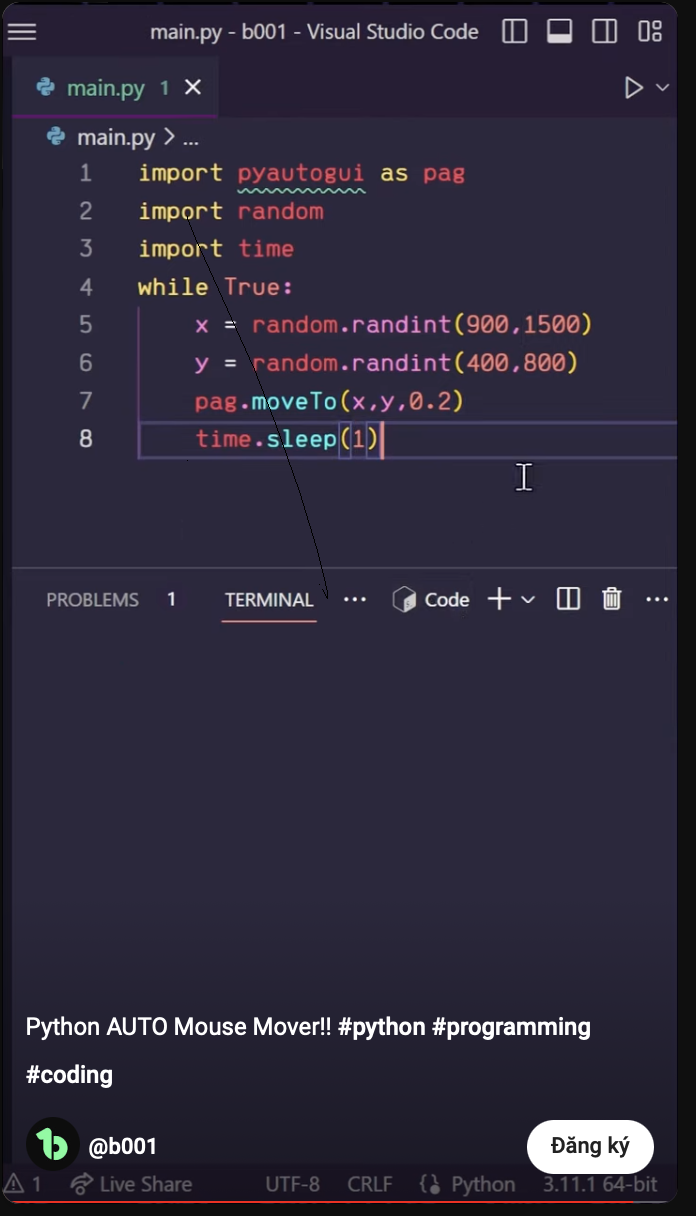 main.py - b001 - Visual Studio Code
main.py 1
main.py > ...
1 import pyautogui as pag
2 import random
3 import time
4 while True:
5 x = random.randint(900,1500)
6 y = random.randint(400,800)
7 pag.moveTo(x,y,0.2)
8 time.sleep(1)
PROBLEMS 1 TERMINAL ... Code
Python AUTO Mouse Mover!! #python #programming
#coding
@b001 Đăng ký
1 Live Share UTF-8 CRLF Python 3.11.1 64-bit